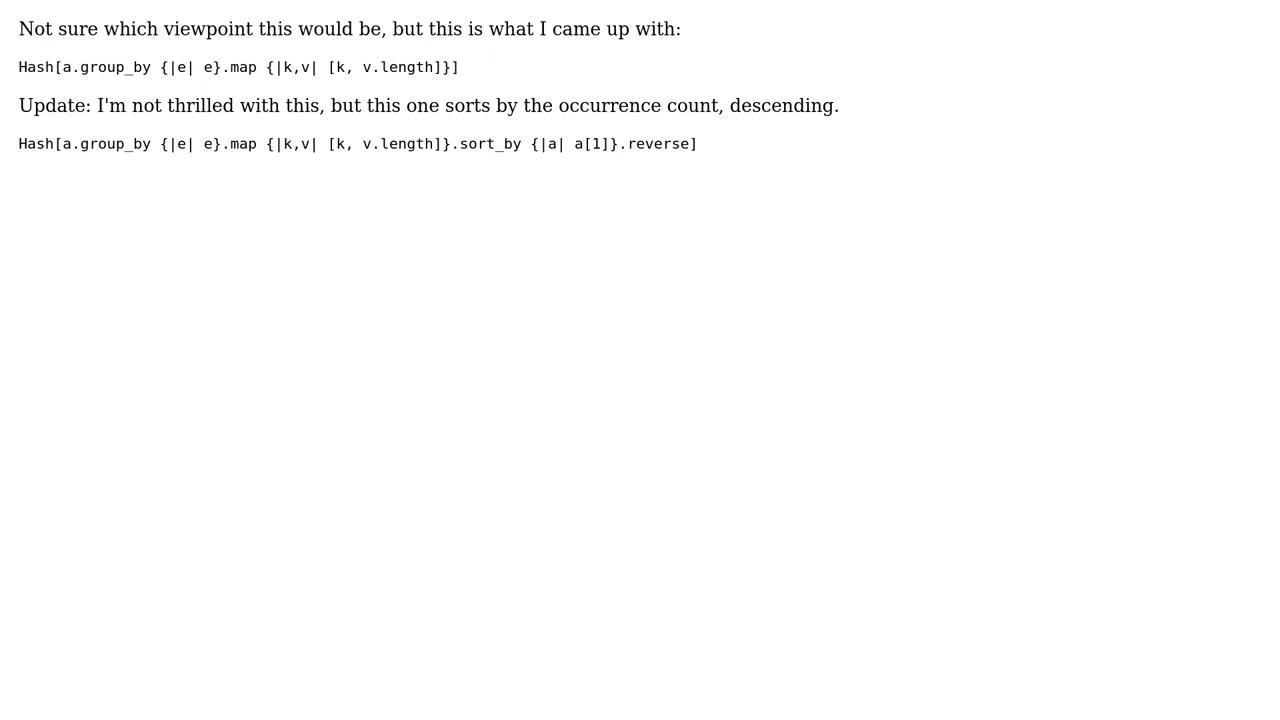 Not sure which viewpoint this would be, but this is what I came up with:
Hash[a.group_by {|e| e}.map {|k,v| [k, v.length]}]
Update: I'm not thrilled with this, but this one sorts by the occurrence count, descending.
Hash[a.group_by {|e| e}.map {|k,v| [k, v.length]}.sort_by {|a| a[1]}.reverse]